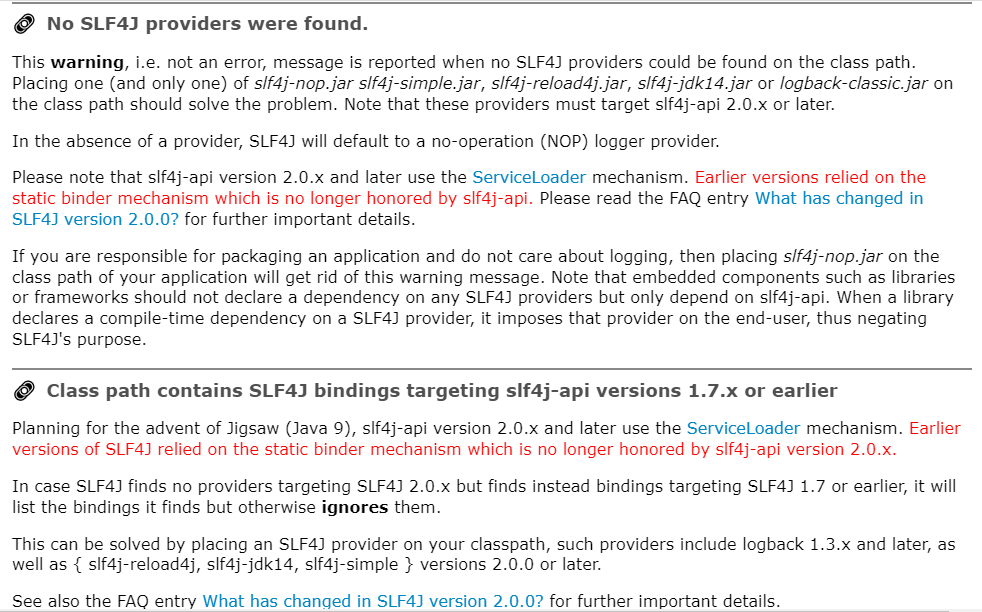 No SLF4J providers were found.
This warning, i.e. not an error, message is reported when no SLF4J providers could be found on the class path.
Placing one (and only one) of slf4j-nop.jar slf4j-simple.jar, slf4j-reload4j.jar, slf4j-jdk14.jar or logback-classic.jar on
the class path should solve the problem. Note that these providers must target slf4j-api 2.0.x or later.
In the absence of a provider, SLF4J will default to a no-operation (NOP) logger provider.
Please note that slf4j-api version 2.0.x and later use the ServiceLoader mechanism. Earlier versions relied on the
static binder mechanism which is no longer honored by slf4j-api. Please read the FAQ entry What has changed in
SLF4J version 2.0.0? for further important details.
If you are responsible for packaging an application and do not care about logging, then placing slf4j-nop.jar on the
class path of your application will get rid of this warning message. Note that embedded components such as libraries
or frameworks should not declare a dependency on any SLF4J providers but only depend on slf4j-api. When a library
declares a compile-time dependency on a SLF4J provider, it imposes that provider on the end-user, thus negating
SLF4J's purpose.
Class path contains SLF4J bindings targeting slf4j-api versions 1.7.x or earlier
Planning for the advent of Jigsaw (Java 9), slf4j-api version 2.0.x and later use the ServiceLoader mechanism. Earlier
versions of SLF4J relied on the static binder mechanism which is no longer honored by slf4j-api version 2.0.x.
In case SLF4J finds no providers targeting SLF4J 2.0.x but finds instead bindings targeting SLF4J 1.7 or earlier, it will
list the bindings it finds but otherwise ignores them.
This can be solved by placing an SLF4J provider on your classpath, such providers include logback 1.3.x and later, as
well as { slf4j-reload4j, slf4j-jdk14, slf4j-simple } versions 2.0.0 or later.
See also the FAQ entry What has changed in SLF4J version 2.0.0? for further important details.